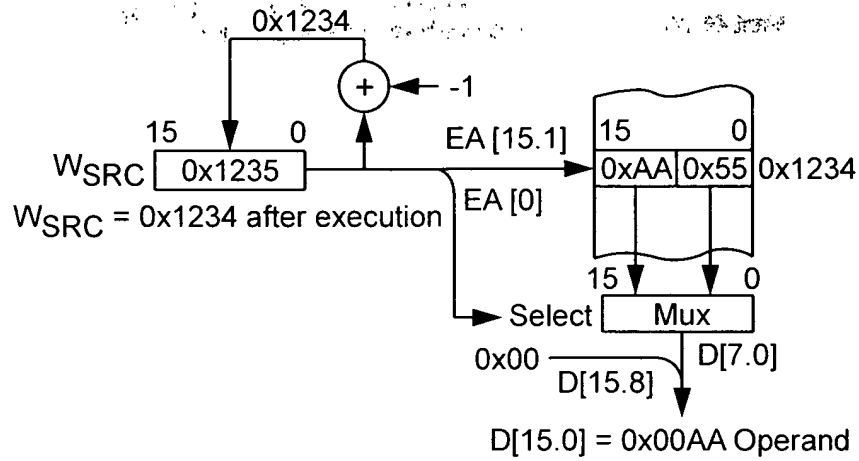 0x1234
+
-1
15 0
W_SRC 0x1235
EA [15.1]
EA [0]
15 0
0xAA 0x55 0x1234
W_SRC = 0x1234 after execution
15 0
Select Mux
0x00
D[7.0]
D[15.8]
D[15.0] = 0x00AA Operand